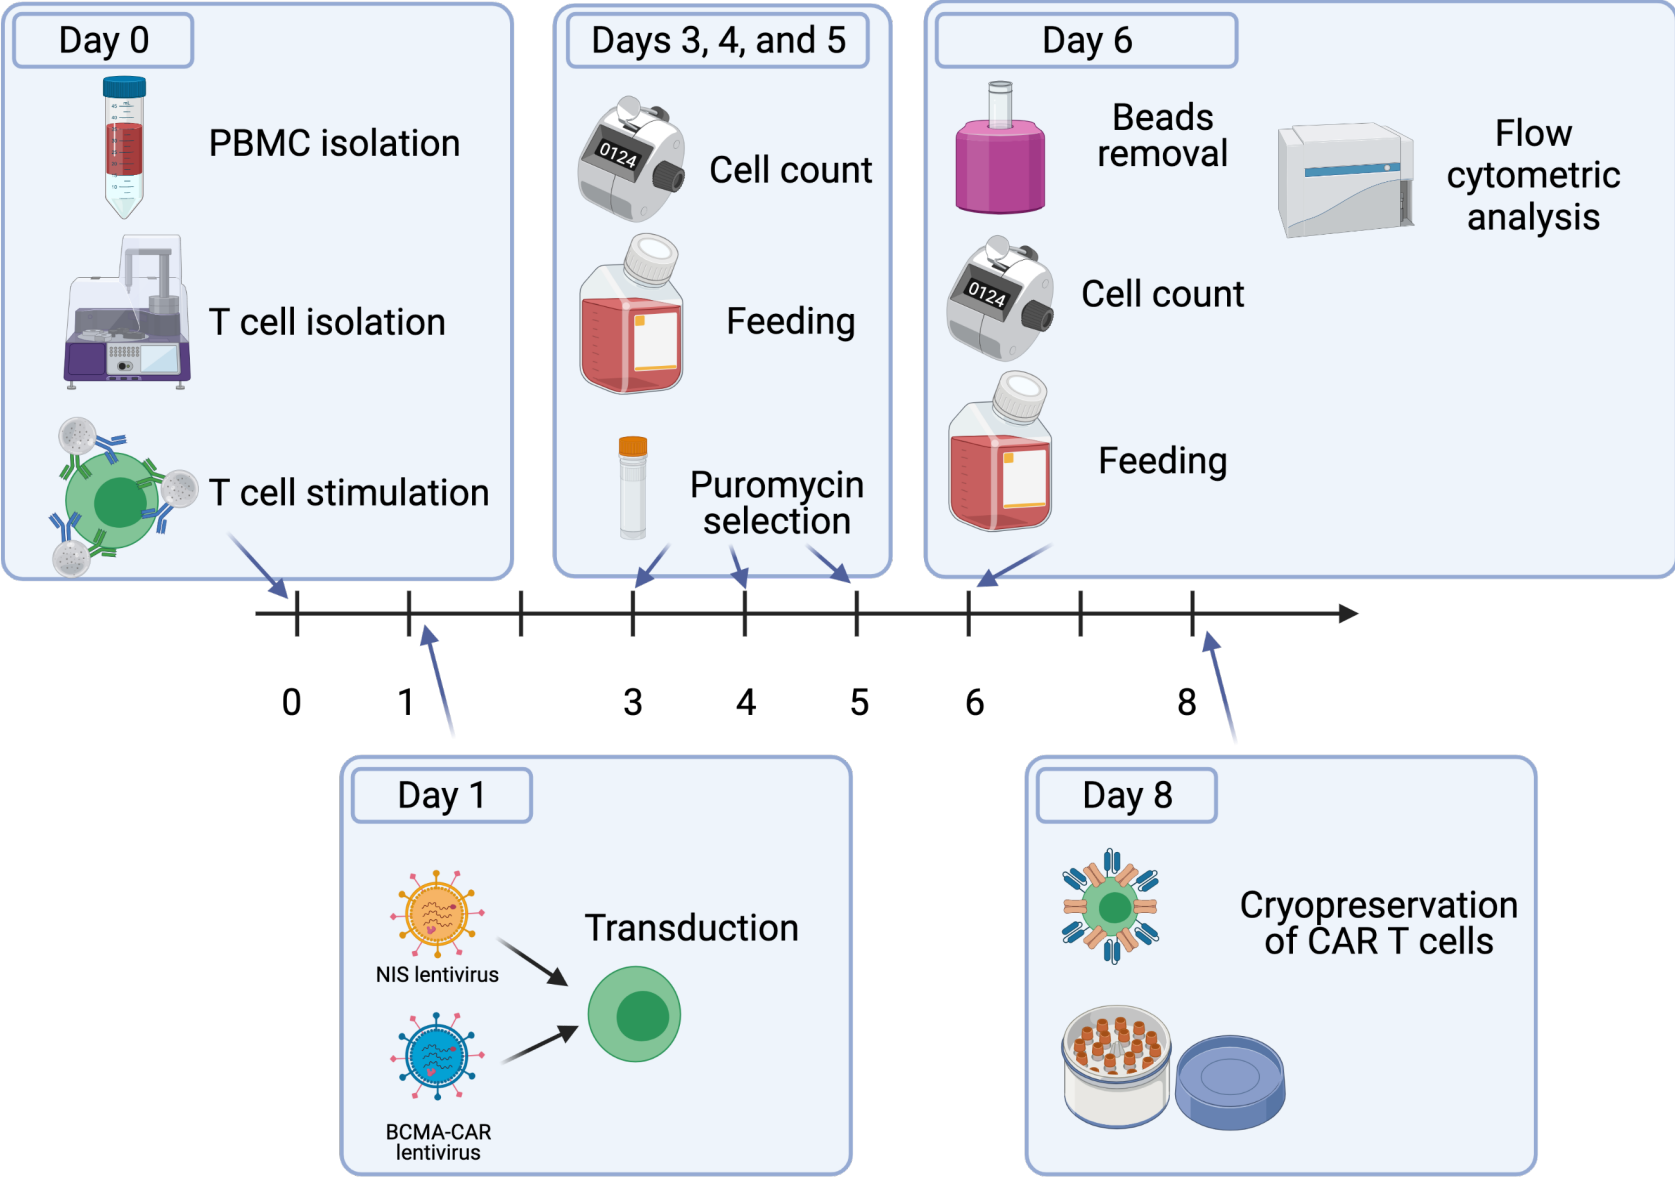 Day 0
PBMC isolation
T cell isolation
T cell stimulation
Days 3, 4, and 5
0124
Cell count
Feeding
Puromycin
selection
Day 6
Beads
removal
Flow
cytometric
analysis
0124
Cell count
Feeding
0
1
3
4
5
6
8
Day 1
NIS lentivirus
BCMA-CAR
lentivirus
Transduction
Day 8
Cryopreservation
of CAR T cells